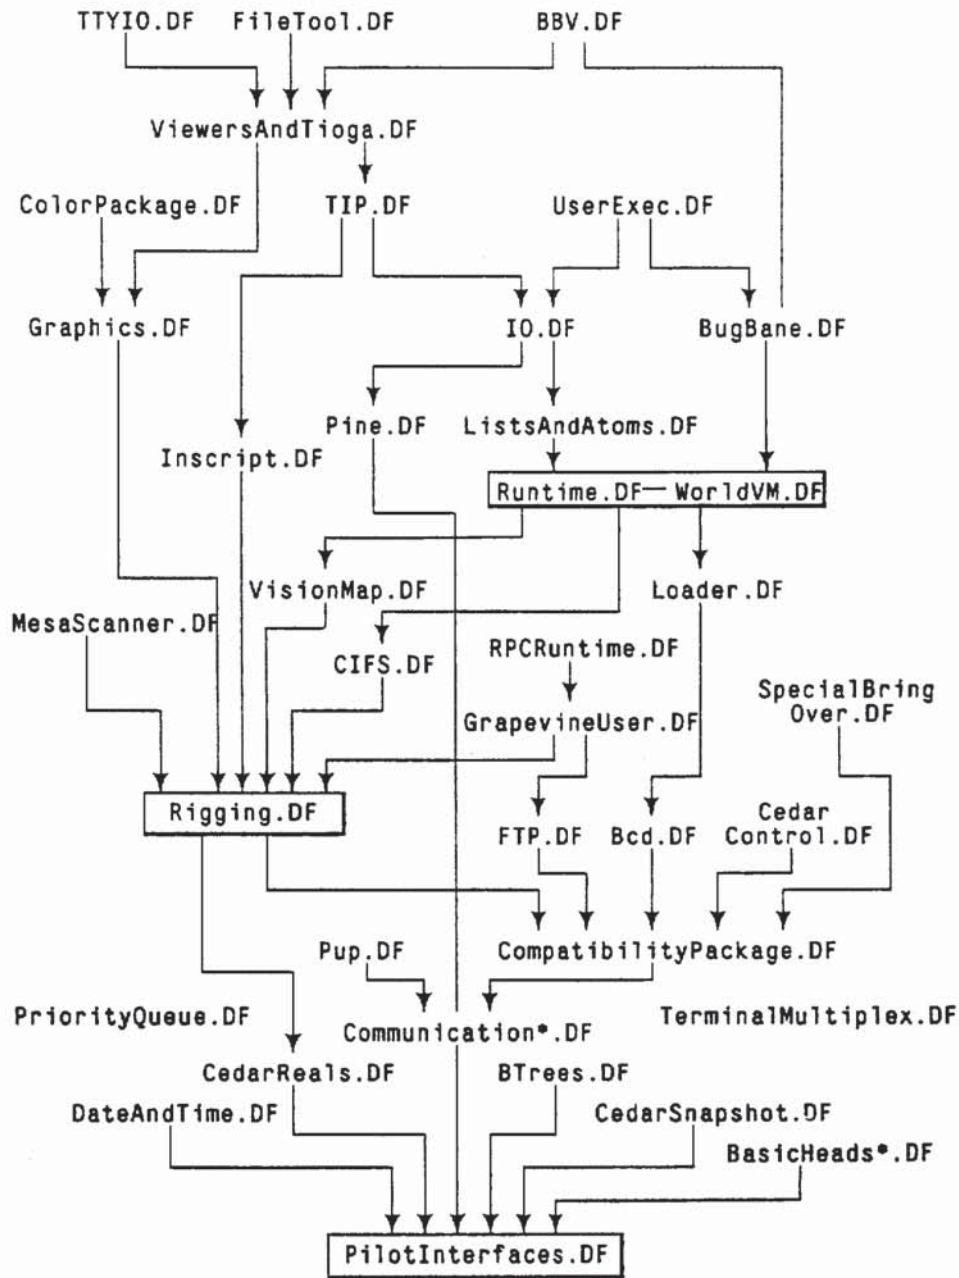 TTYIO.DF FileTool.DF BBV.DF
ViewersAndTioga.DF
ColorPackage.DF TIP.DF UserExec.DF
Graphics.DF IO.DF BugBane.DF
Pine.DF ListsAndAtoms.DF
Inscript.DF
Runtime.DF — WorldVM.DF
VisionMap.DF Loader.DF
MesaScanner.DF
CIFS.DF RPCRuntime.DF
SpecialBring
Over.DF
GrapevineUser.DF
Rigging.DF
FTP.DF Bcd.DF
Cedar
Control.DF
Pup.DF CompatibilityPackage.DF
PriorityQueue.DF Communication*.DF TerminalMultiplex.DF
CedarReals.DF BTrees.DF
DateAndTime.DF CedarSnapshot.DF
BasicHeads*.DF
PilotInterfaces.DF